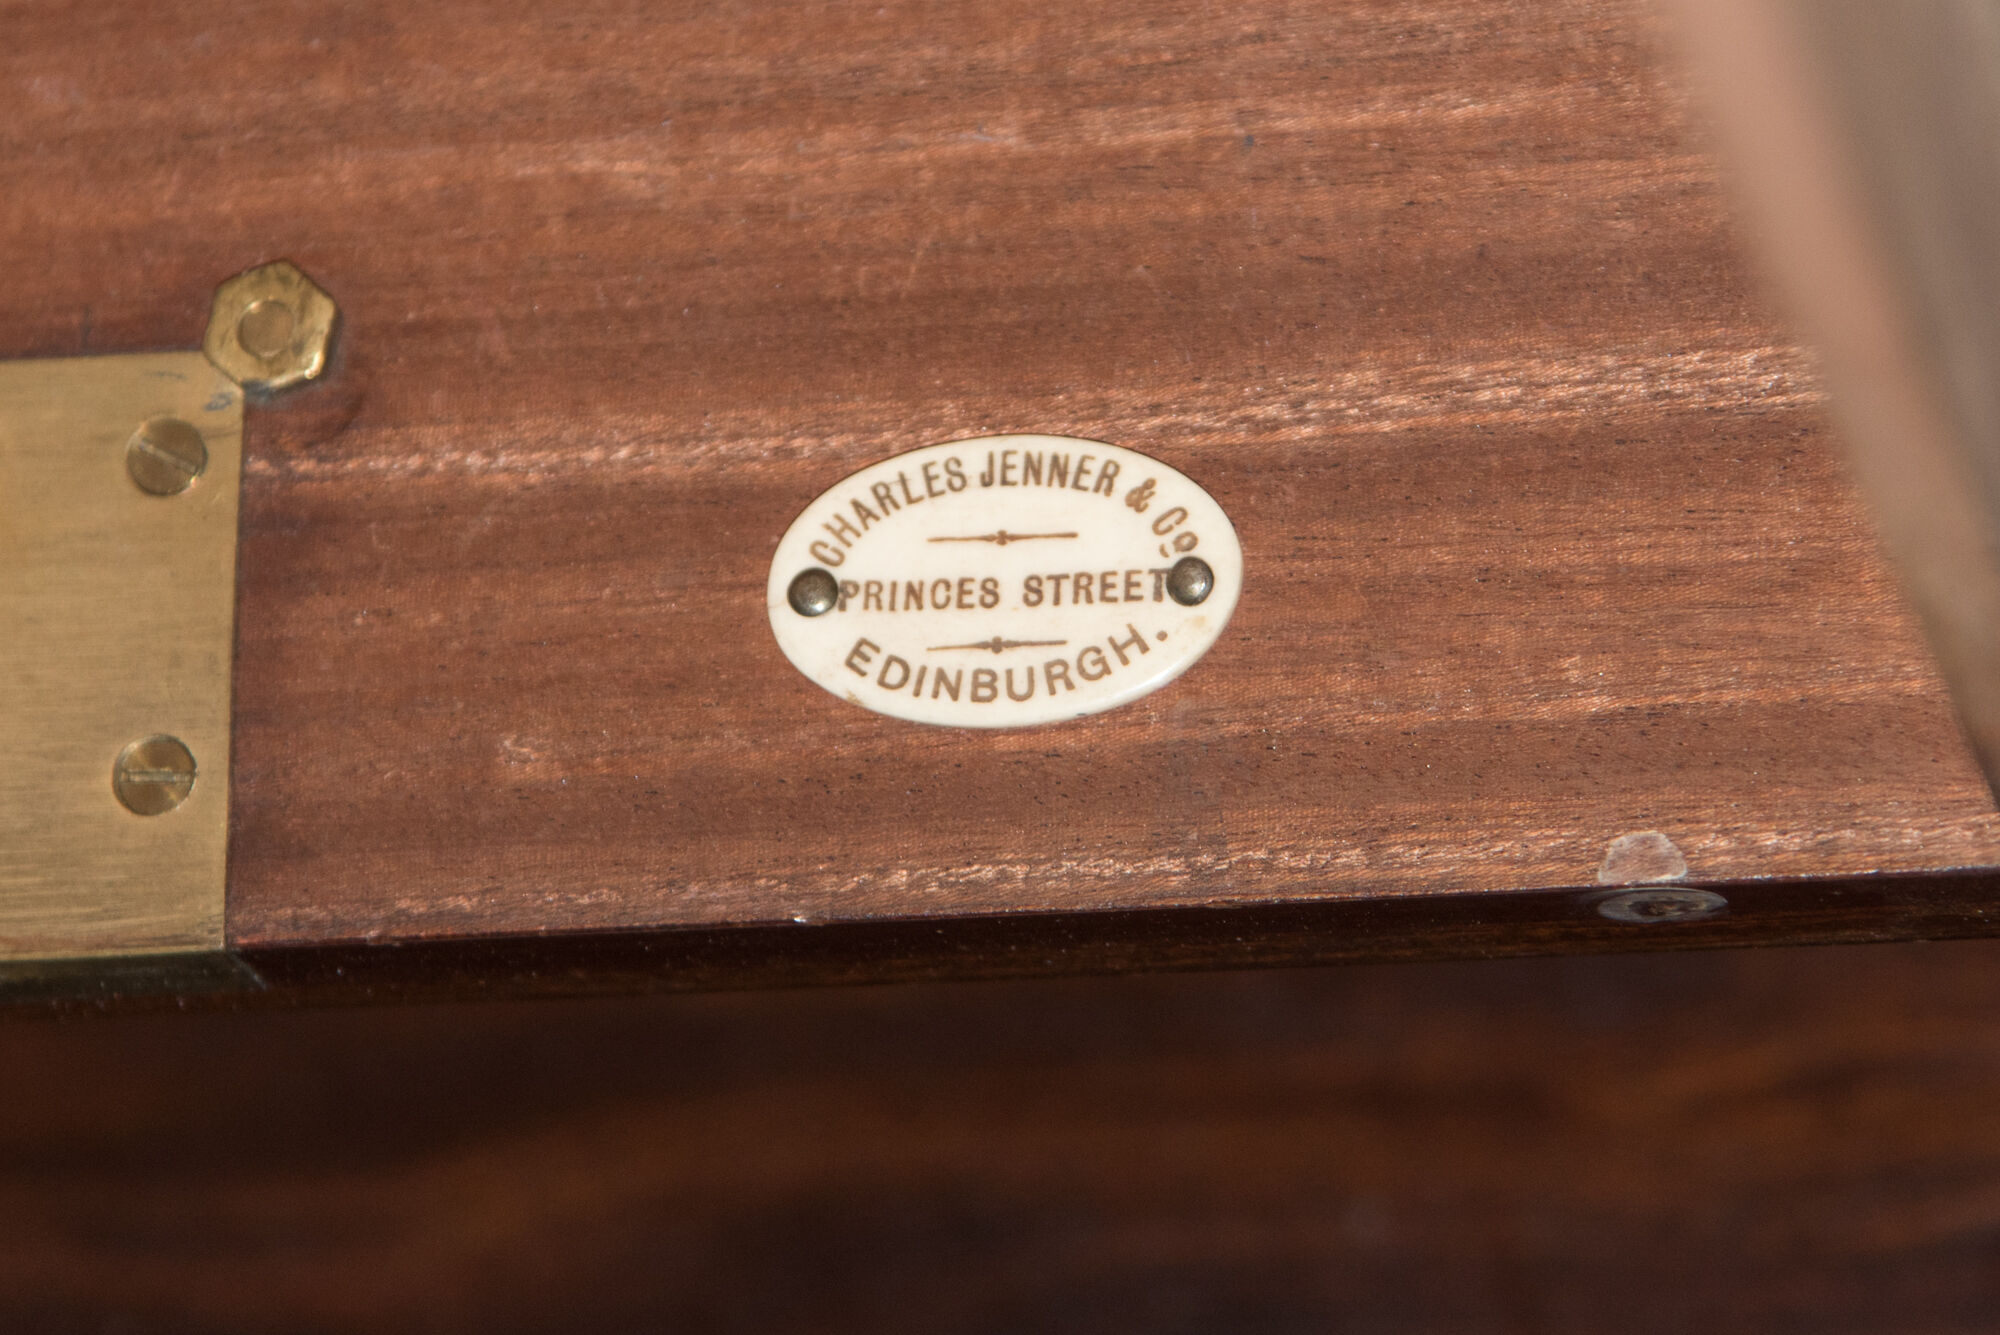 CHARLES JENNER & Co
PRINCES STREET
EDINBURGH.